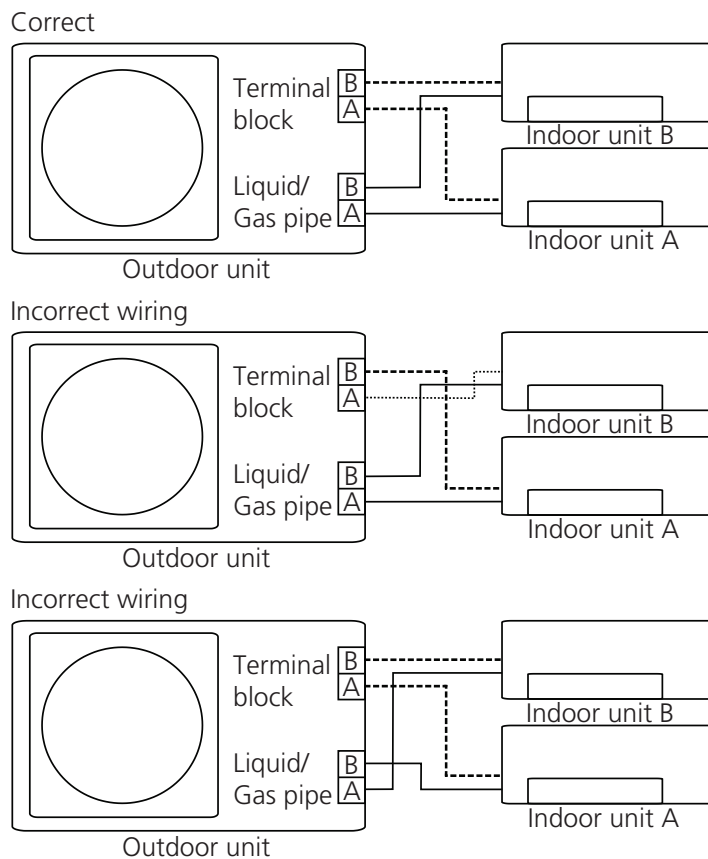 Correct
Terminal B
block A
Indoor unit B
Liquid/ B
Gas pipe A
Indoor unit A
Outdoor unit
Incorrect wiring
Terminal B
block A
Indoor unit B
Liquid/ B
Gas pipe A
Indoor unit A
Outdoor unit
Incorrect wiring
Terminal B
block A
Indoor unit B
Liquid/ B
Gas pipe A
Indoor unit A
Outdoor unit